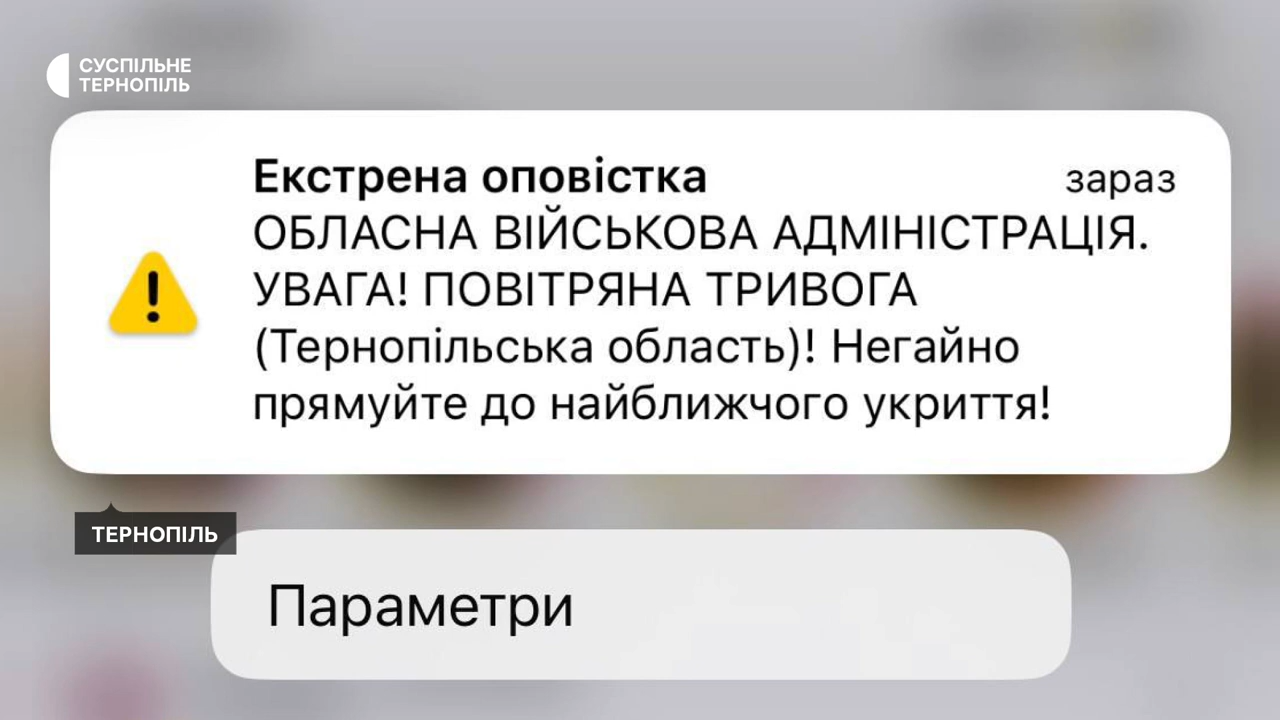 СУСПІЛЬНЕ
ТЕРНОПІЛЬ
Екстрена оповістка
зараз
ОБЛАСНА ВІЙСЬКОВА АДМІНІСТРАЦІЯ.
УВАГА! ПОВІТРЯНА ТРИВОГА
(Тернопільська область)! Негайно
прямуйте до найближчого укриття!
ТЕРНОПІЛЬ
Параметри